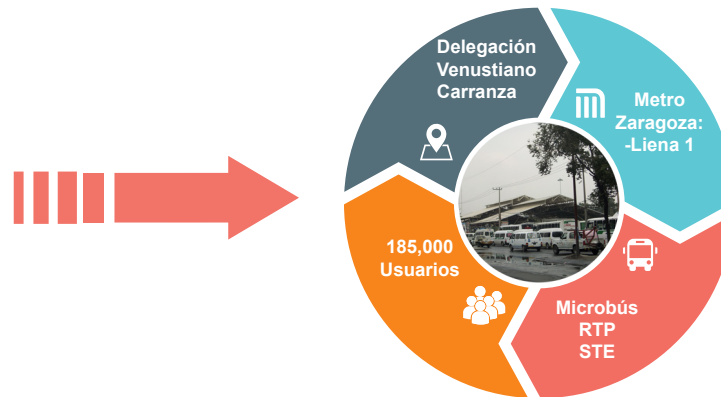 Delegación
Venustiano
Carranza
Metro
Zaragoza:
-Liena 1
185,000
Usuarios
Microbús
RTP
STE